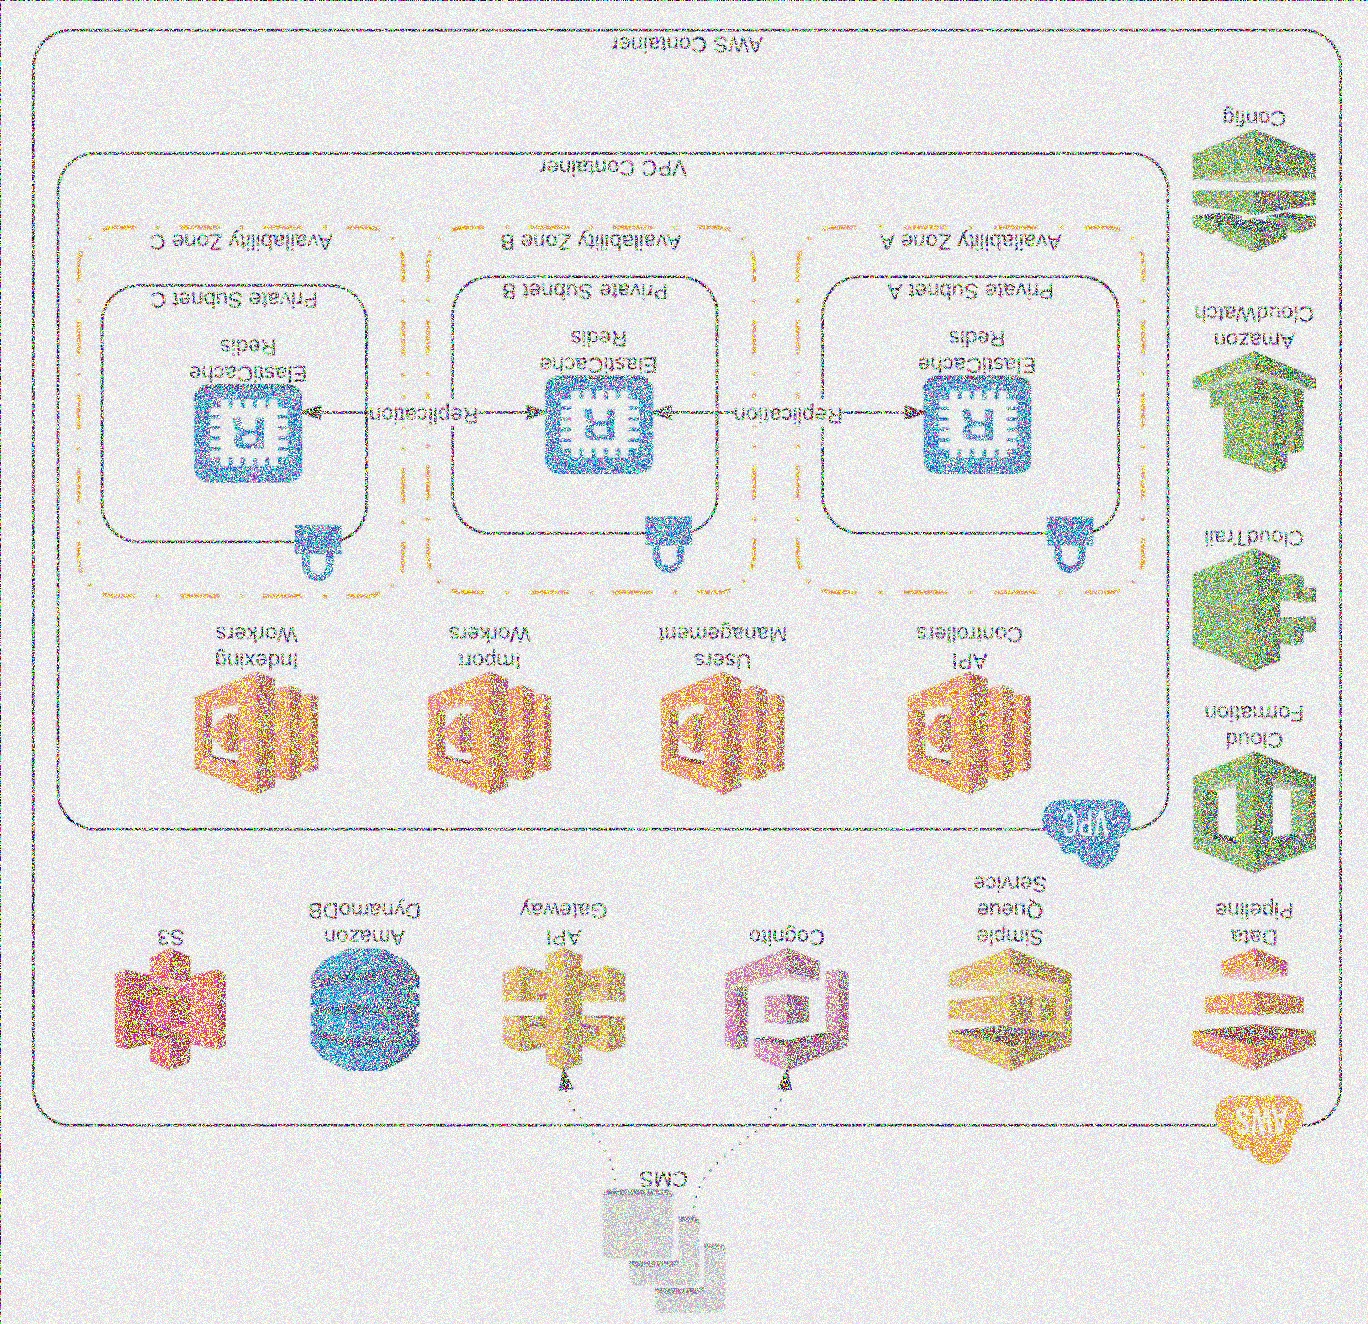 CMS
AWS
Data
Pipeline
Simple
Queue
Service
Cognito
API
Gateway
Amazon
DynamoDB
S3
VPC
Cloud
Formation
API
Controllers
Users
Management
Import
Workers
Indexing
Workers
CloudTrail
R
Replication
R
Replication
R
ElastiCache
Redis
ElastiCache
Redis
ElastiCache
Redis
Amazon
CloudWatch
Private Subnet A
Private Subnet B
Private Subnet C
Availability Zone A
Availability Zone B
Availability Zone C
VPC Container
Config
AWS Container